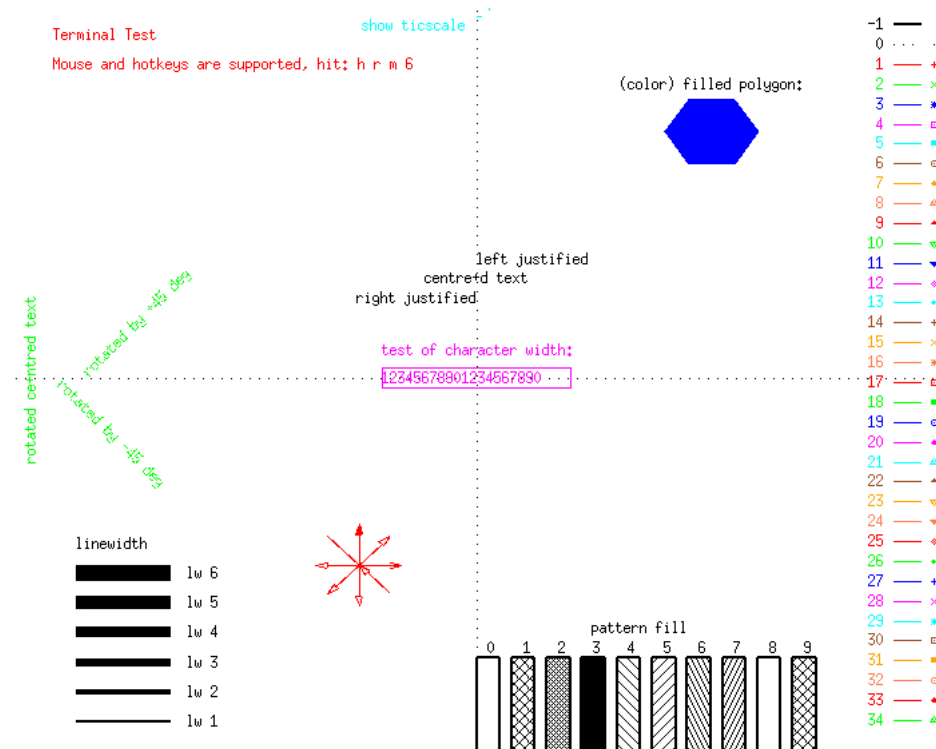 Terminal Test
Mouse and hotkeys are supported, hit: h r m 6
show ticscale
(color) filled polygon:
left justified
centre+d text
right justified
test of character width:
12345678901234567890
rotated ce+ntred text
rotated by +45 deg
rotated by -45 deg
linewidth
lw 6
lw 5
lw 4
lw 3
lw 2
lw 1
pattern fill
0 1 2 3 4 5 6 7 8 9
-1
0
1
2
3
4
5
6
7
8
9
10
11
12
13
14
15
16
17
18
19
20
21
22
23
24
25
26
27
28
29
30
31
32
33
34